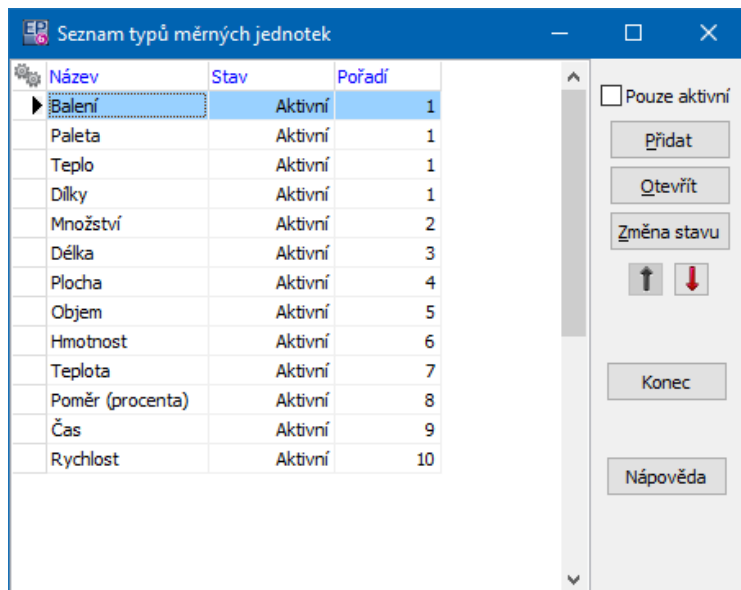 Seznam typů měrných jednotek
Název Stav Pořadí
Balení Aktivní 1
Paleta Aktivní 1
Teplo Aktivní 1
Dílky Aktivní 1
Množství Aktivní 2
Délka Aktivní 3
Plocha Aktivní 4
Objem Aktivní 5
Hmotnost Aktivní 6
Teplota Aktivní 7
Poměr (procenta) Aktivní 8
Čas Aktivní 9
Rychlost Aktivní 10
Pouze aktivní
Přidat
Otevřít
Změna stavu
Konec
Nápověda